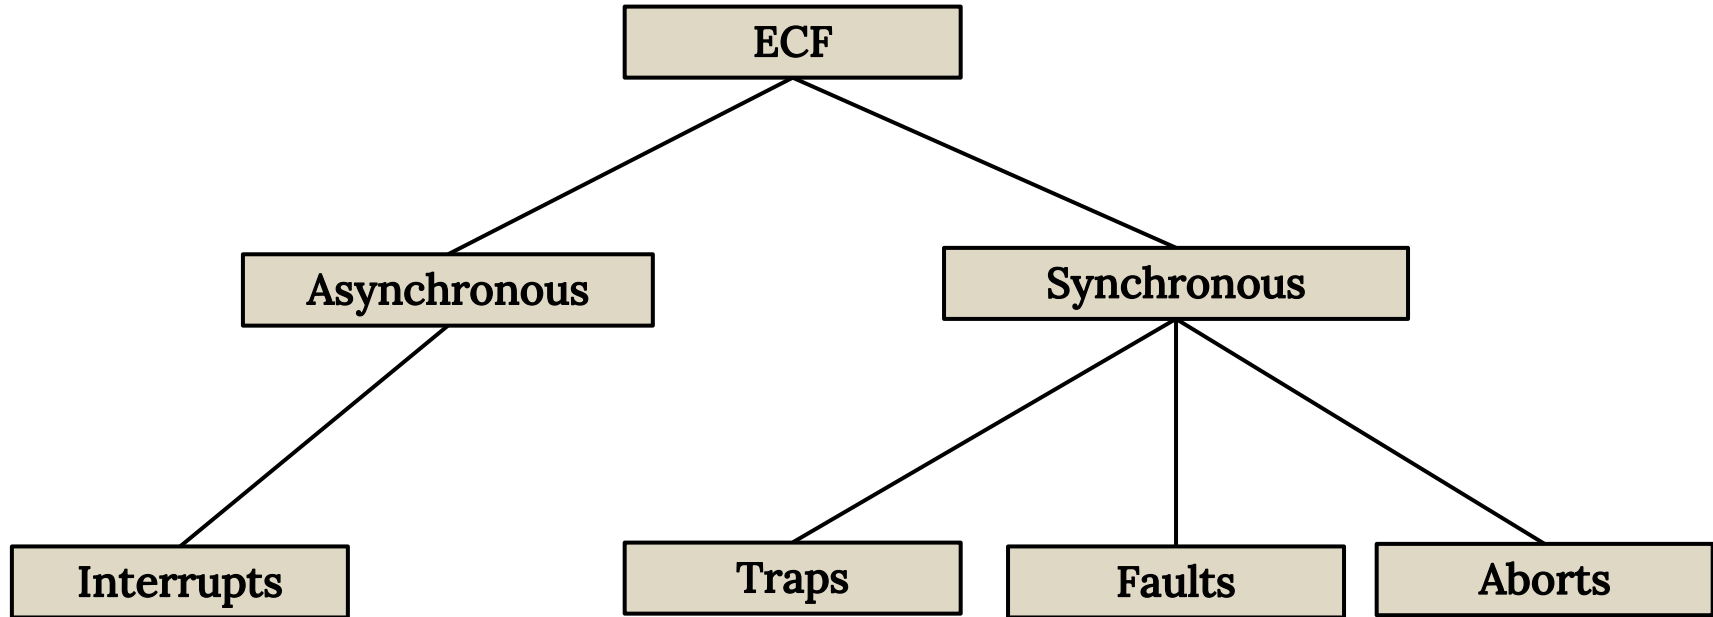 ECF
Asynchronous
Synchronous
Interrupts
Traps
Faults
Aborts